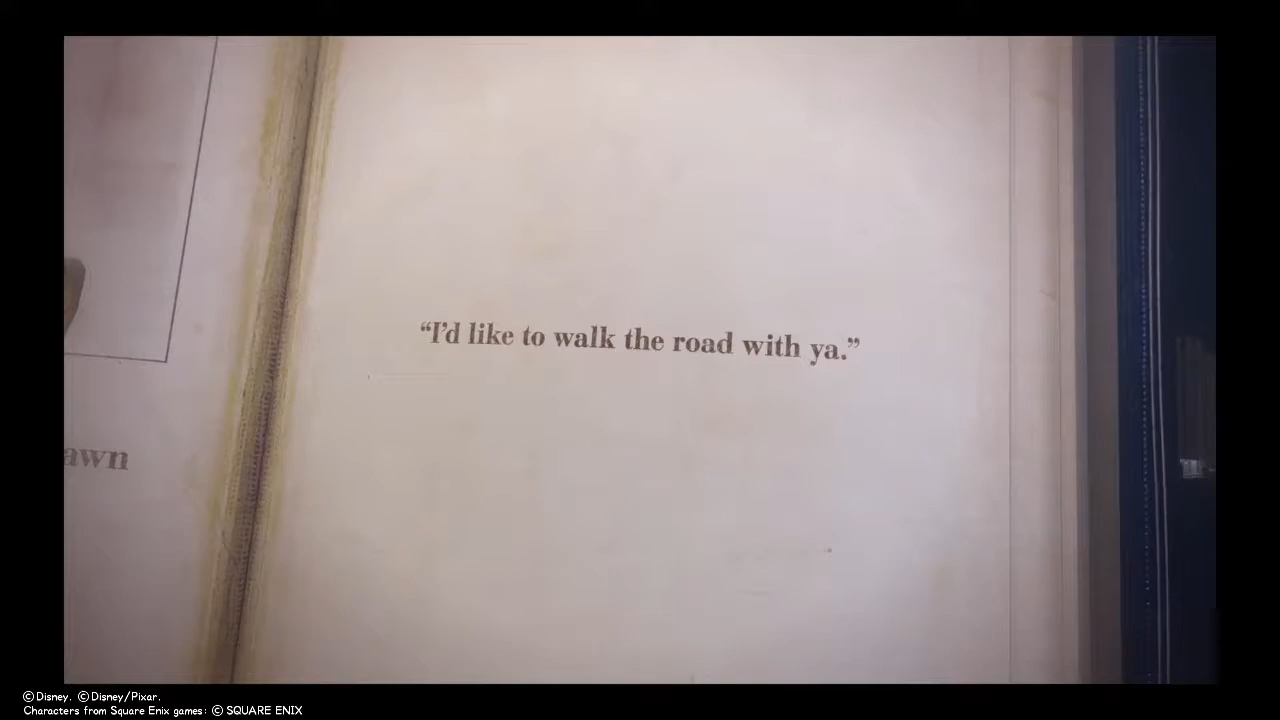 “I’d like to walk the road with ya.”
awn
©Disney. ©Disney/Pixar.
Characters from Square Enix games: © SQUARE ENIX